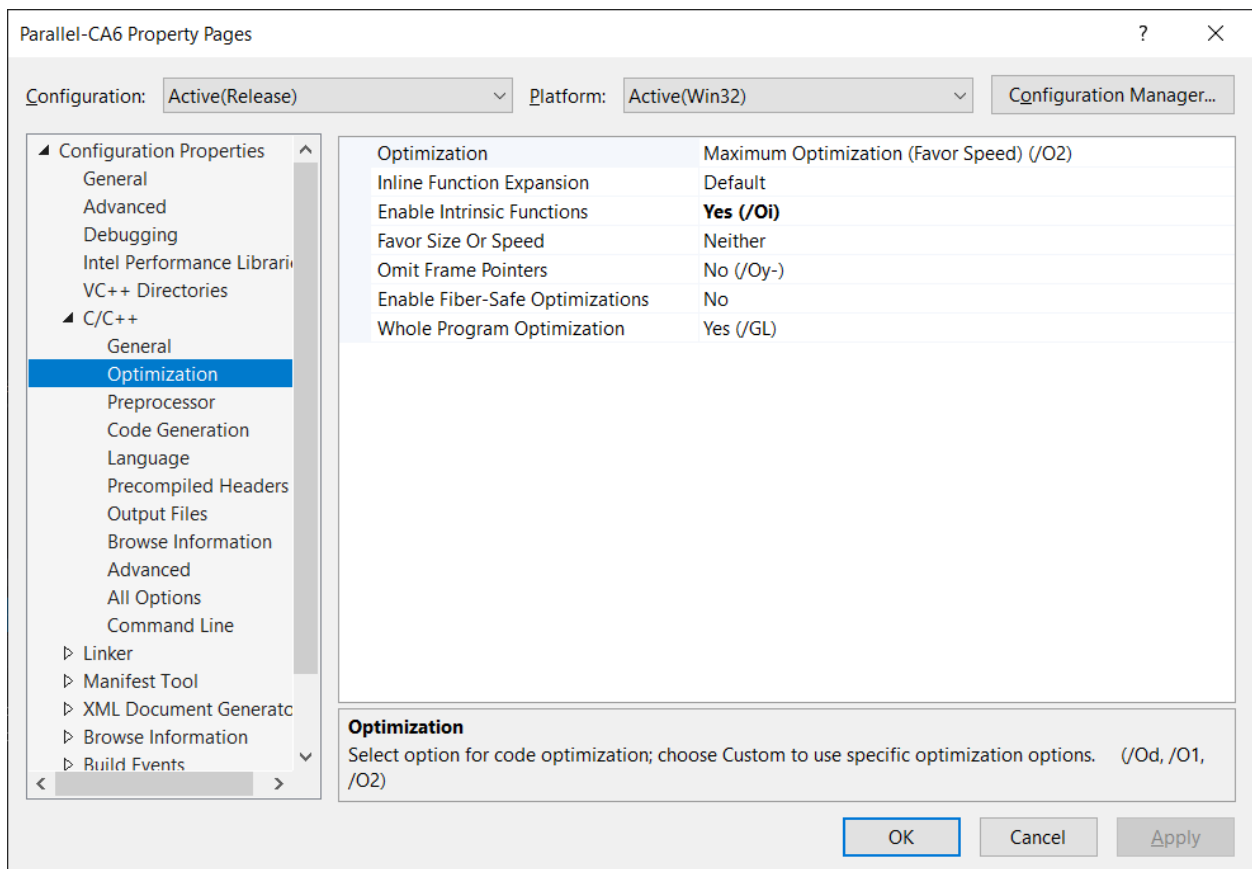 Parallel-CA6 Property Pages
Configuration: Active(Release) Platform: Active(Win32) Configuration Manager...
Configuration Properties
General
Advanced
Debugging
Intel Performance Librari
VC++ Directories
C/C++
General
Optimization
Preprocessor
Code Generation
Language
Precompiled Headers
Output Files
Browse Information
Advanced
All Options
Command Line
Linker
Manifest Tool
XML Document Generato
Browse Information
Build Events
Optimization Maximum Optimization (Favor Speed) (/O2)
Inline Function Expansion Default
Enable Intrinsic Functions Yes (/Oi)
Favor Size Or Speed Neither
Omit Frame Pointers No (/Oy-)
Enable Fiber-Safe Optimizations No
Whole Program Optimization Yes (/GL)
Optimization
Select option for code optimization; choose Custom to use specific optimization options. (/Od, /O1,
/O2)
OK Cancel Apply